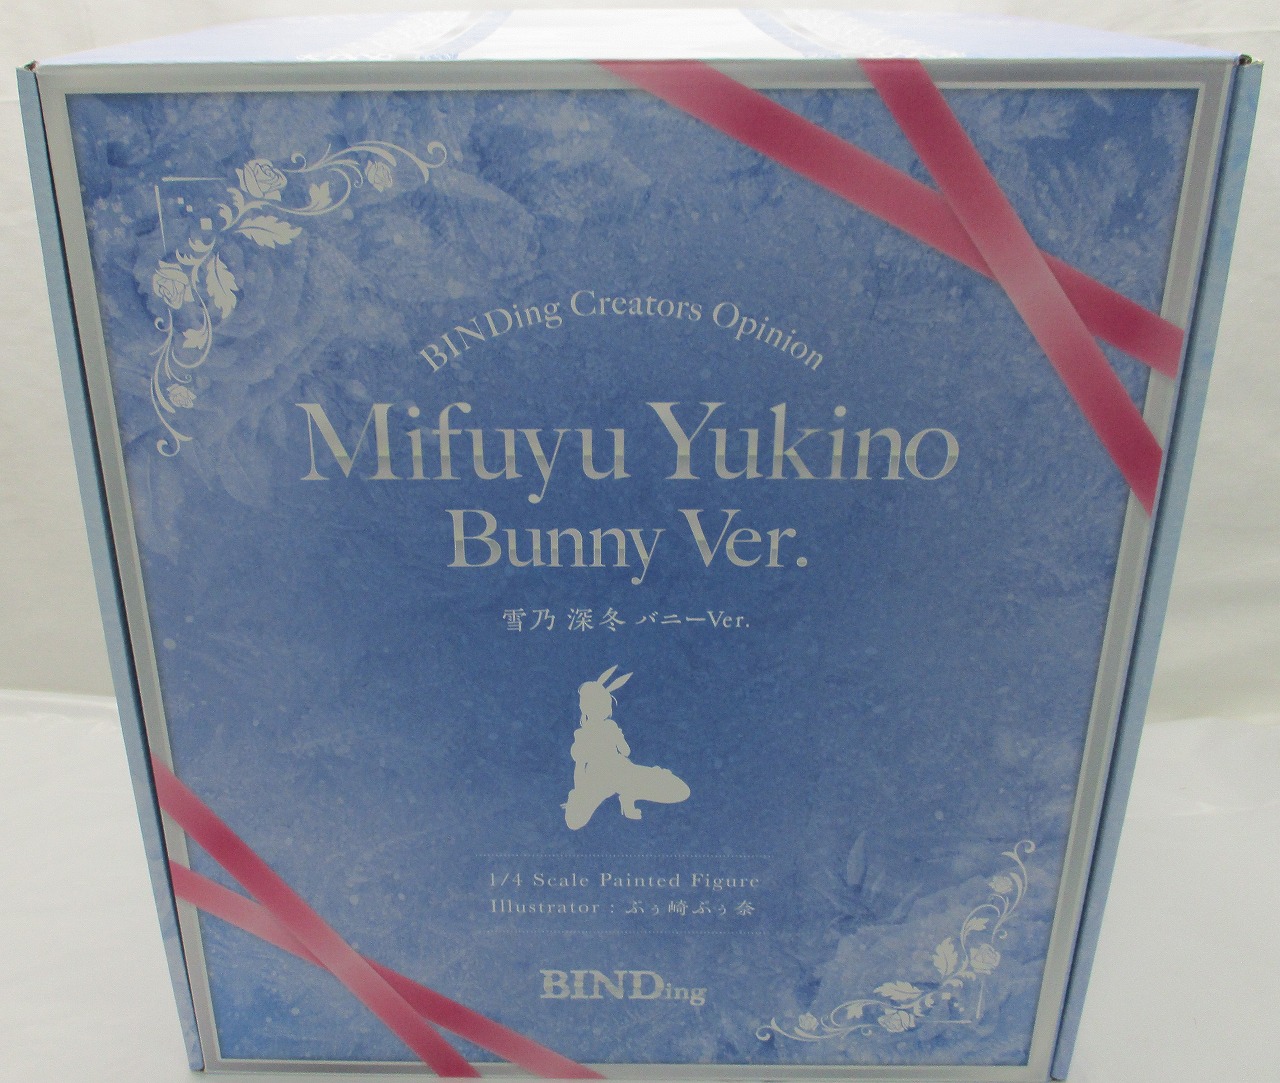 BINDing Creators Opinion
Mifuyu Yukino
Bunny Ver.
雪乃 深冬 バニーVer.
1/4 Scale Painted Figure
Illustrator : ぶぅ崎ぶぅ奈
BINDing